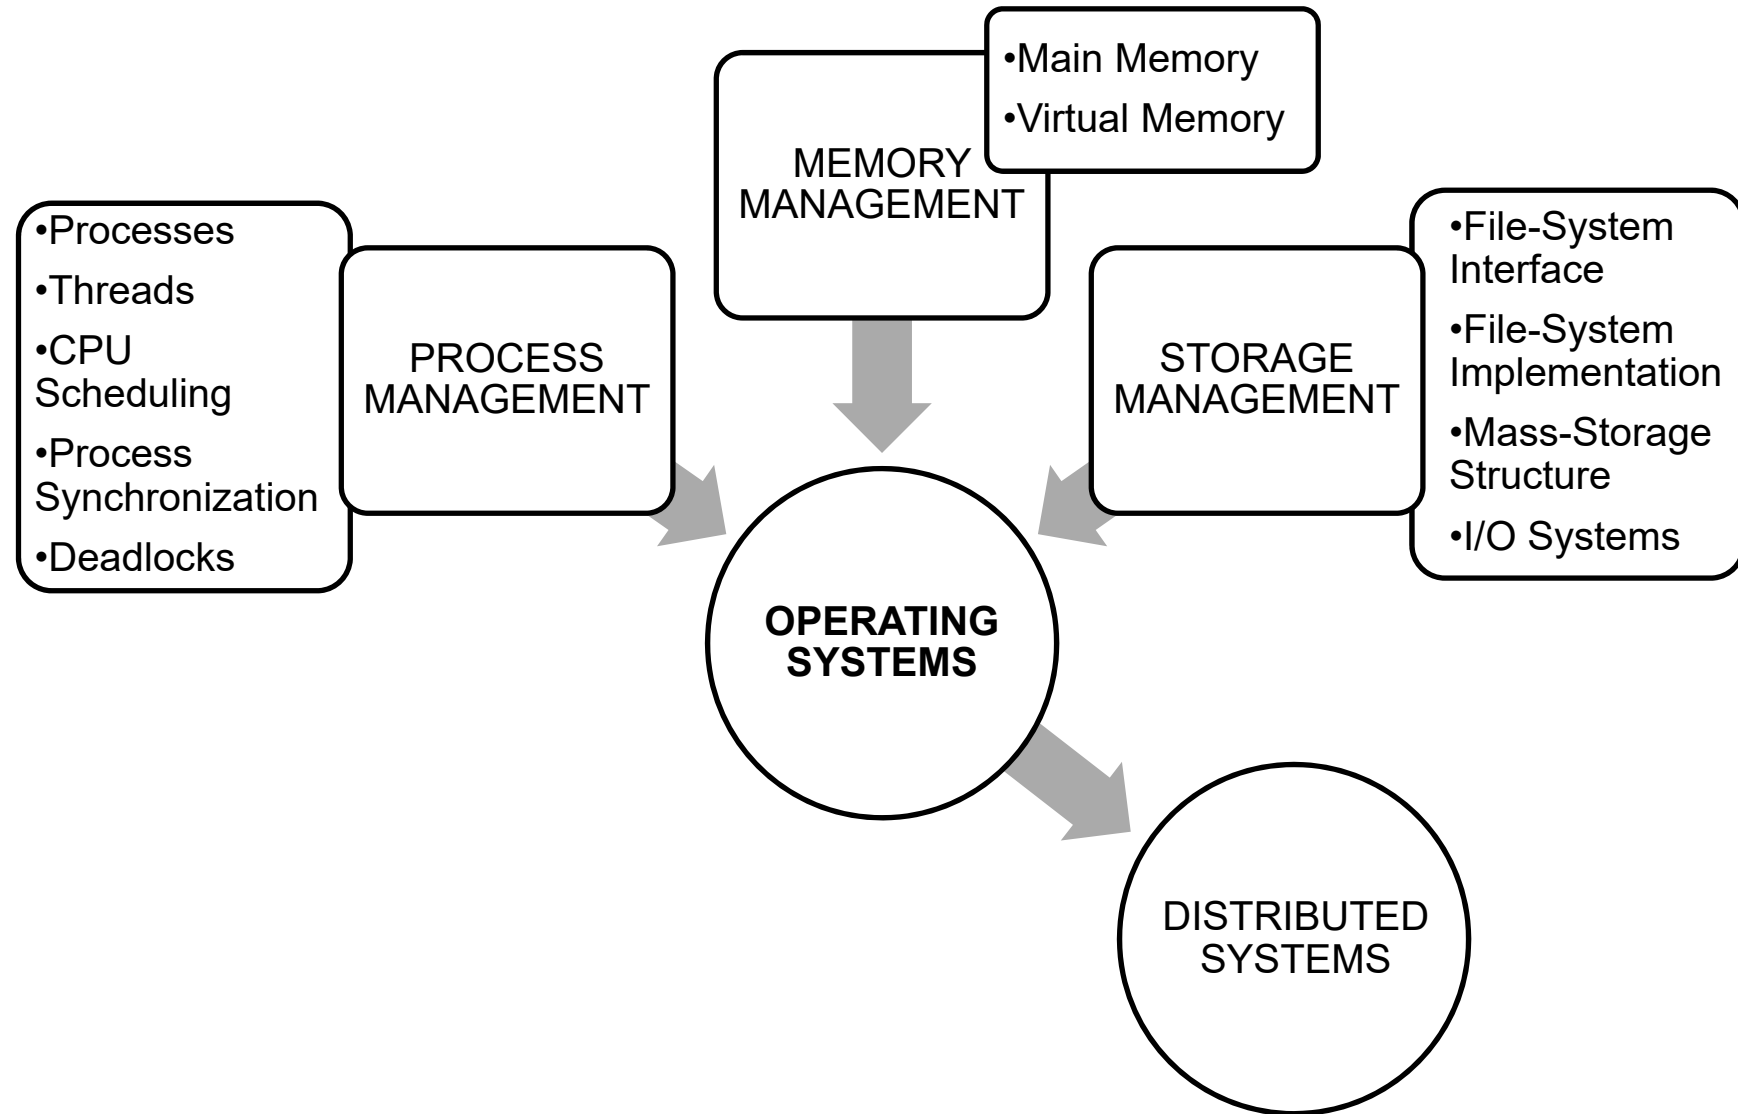 •Main Memory
•Virtual Memory
MEMORY
MANAGEMENT
•Processes
•Threads
•CPU
Scheduling
•Process
Synchronization
•Deadlocks
PROCESS
MANAGEMENT
STORAGE
MANAGEMENT
•File-System
Interface
•File-System
Implementation
•Mass-Storage
Structure
•I/O Systems
OPERATING
SYSTEMS
DISTRIBUTED
SYSTEMS